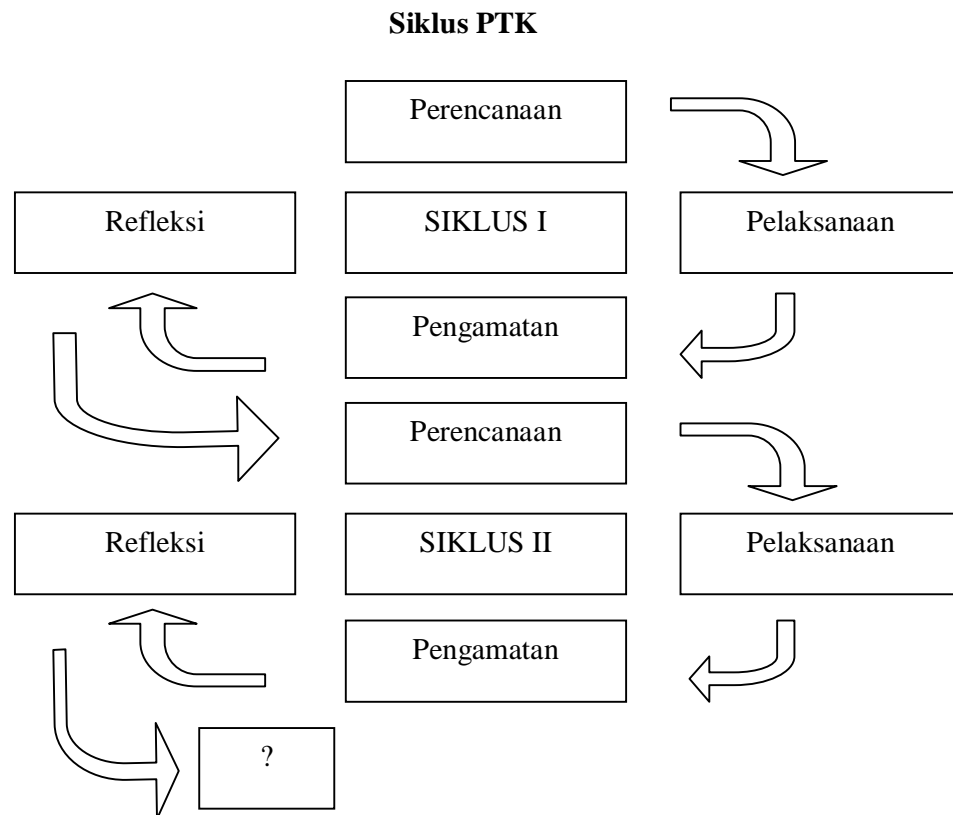 Siklus PTK
Perencanaan
Refleksi
SIKLUS I
Pelaksanaan
Pengamatan
Perencanaan
Refleksi
SIKLUS II
Pelaksanaan
Pengamatan
?